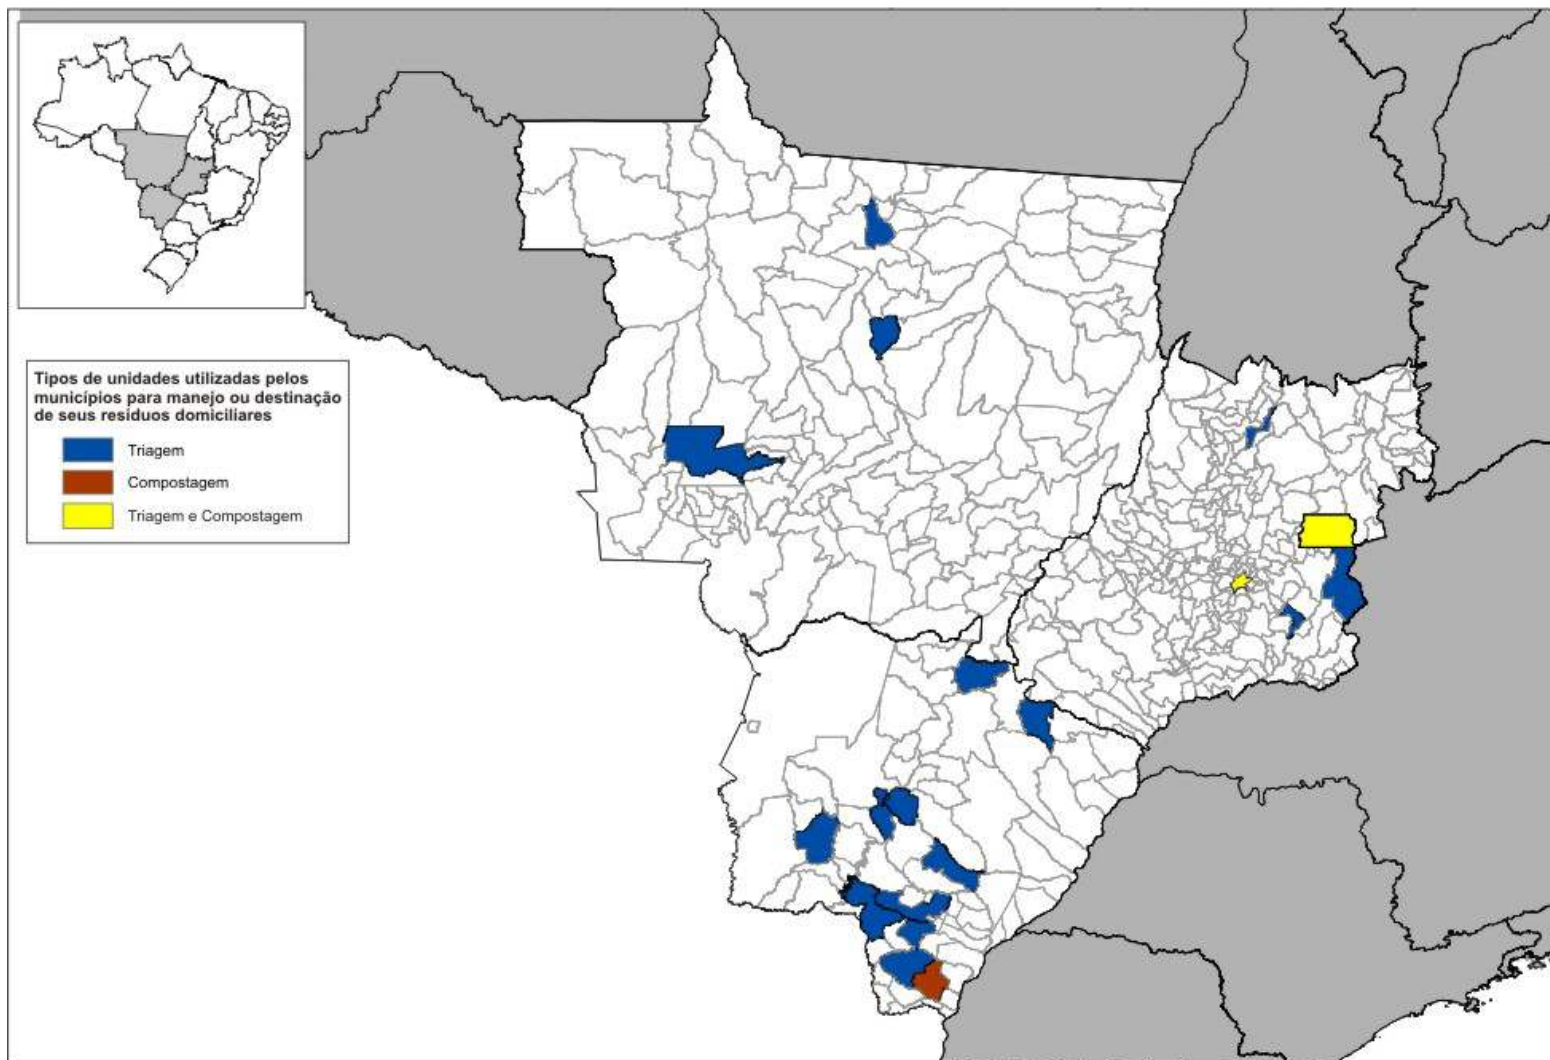 Tipos de unidades utilizadas pelos
municípios para manejo ou destinação
de seus resíduos domiciliares
Triagem
Compostagem
Triagem e Compostagem